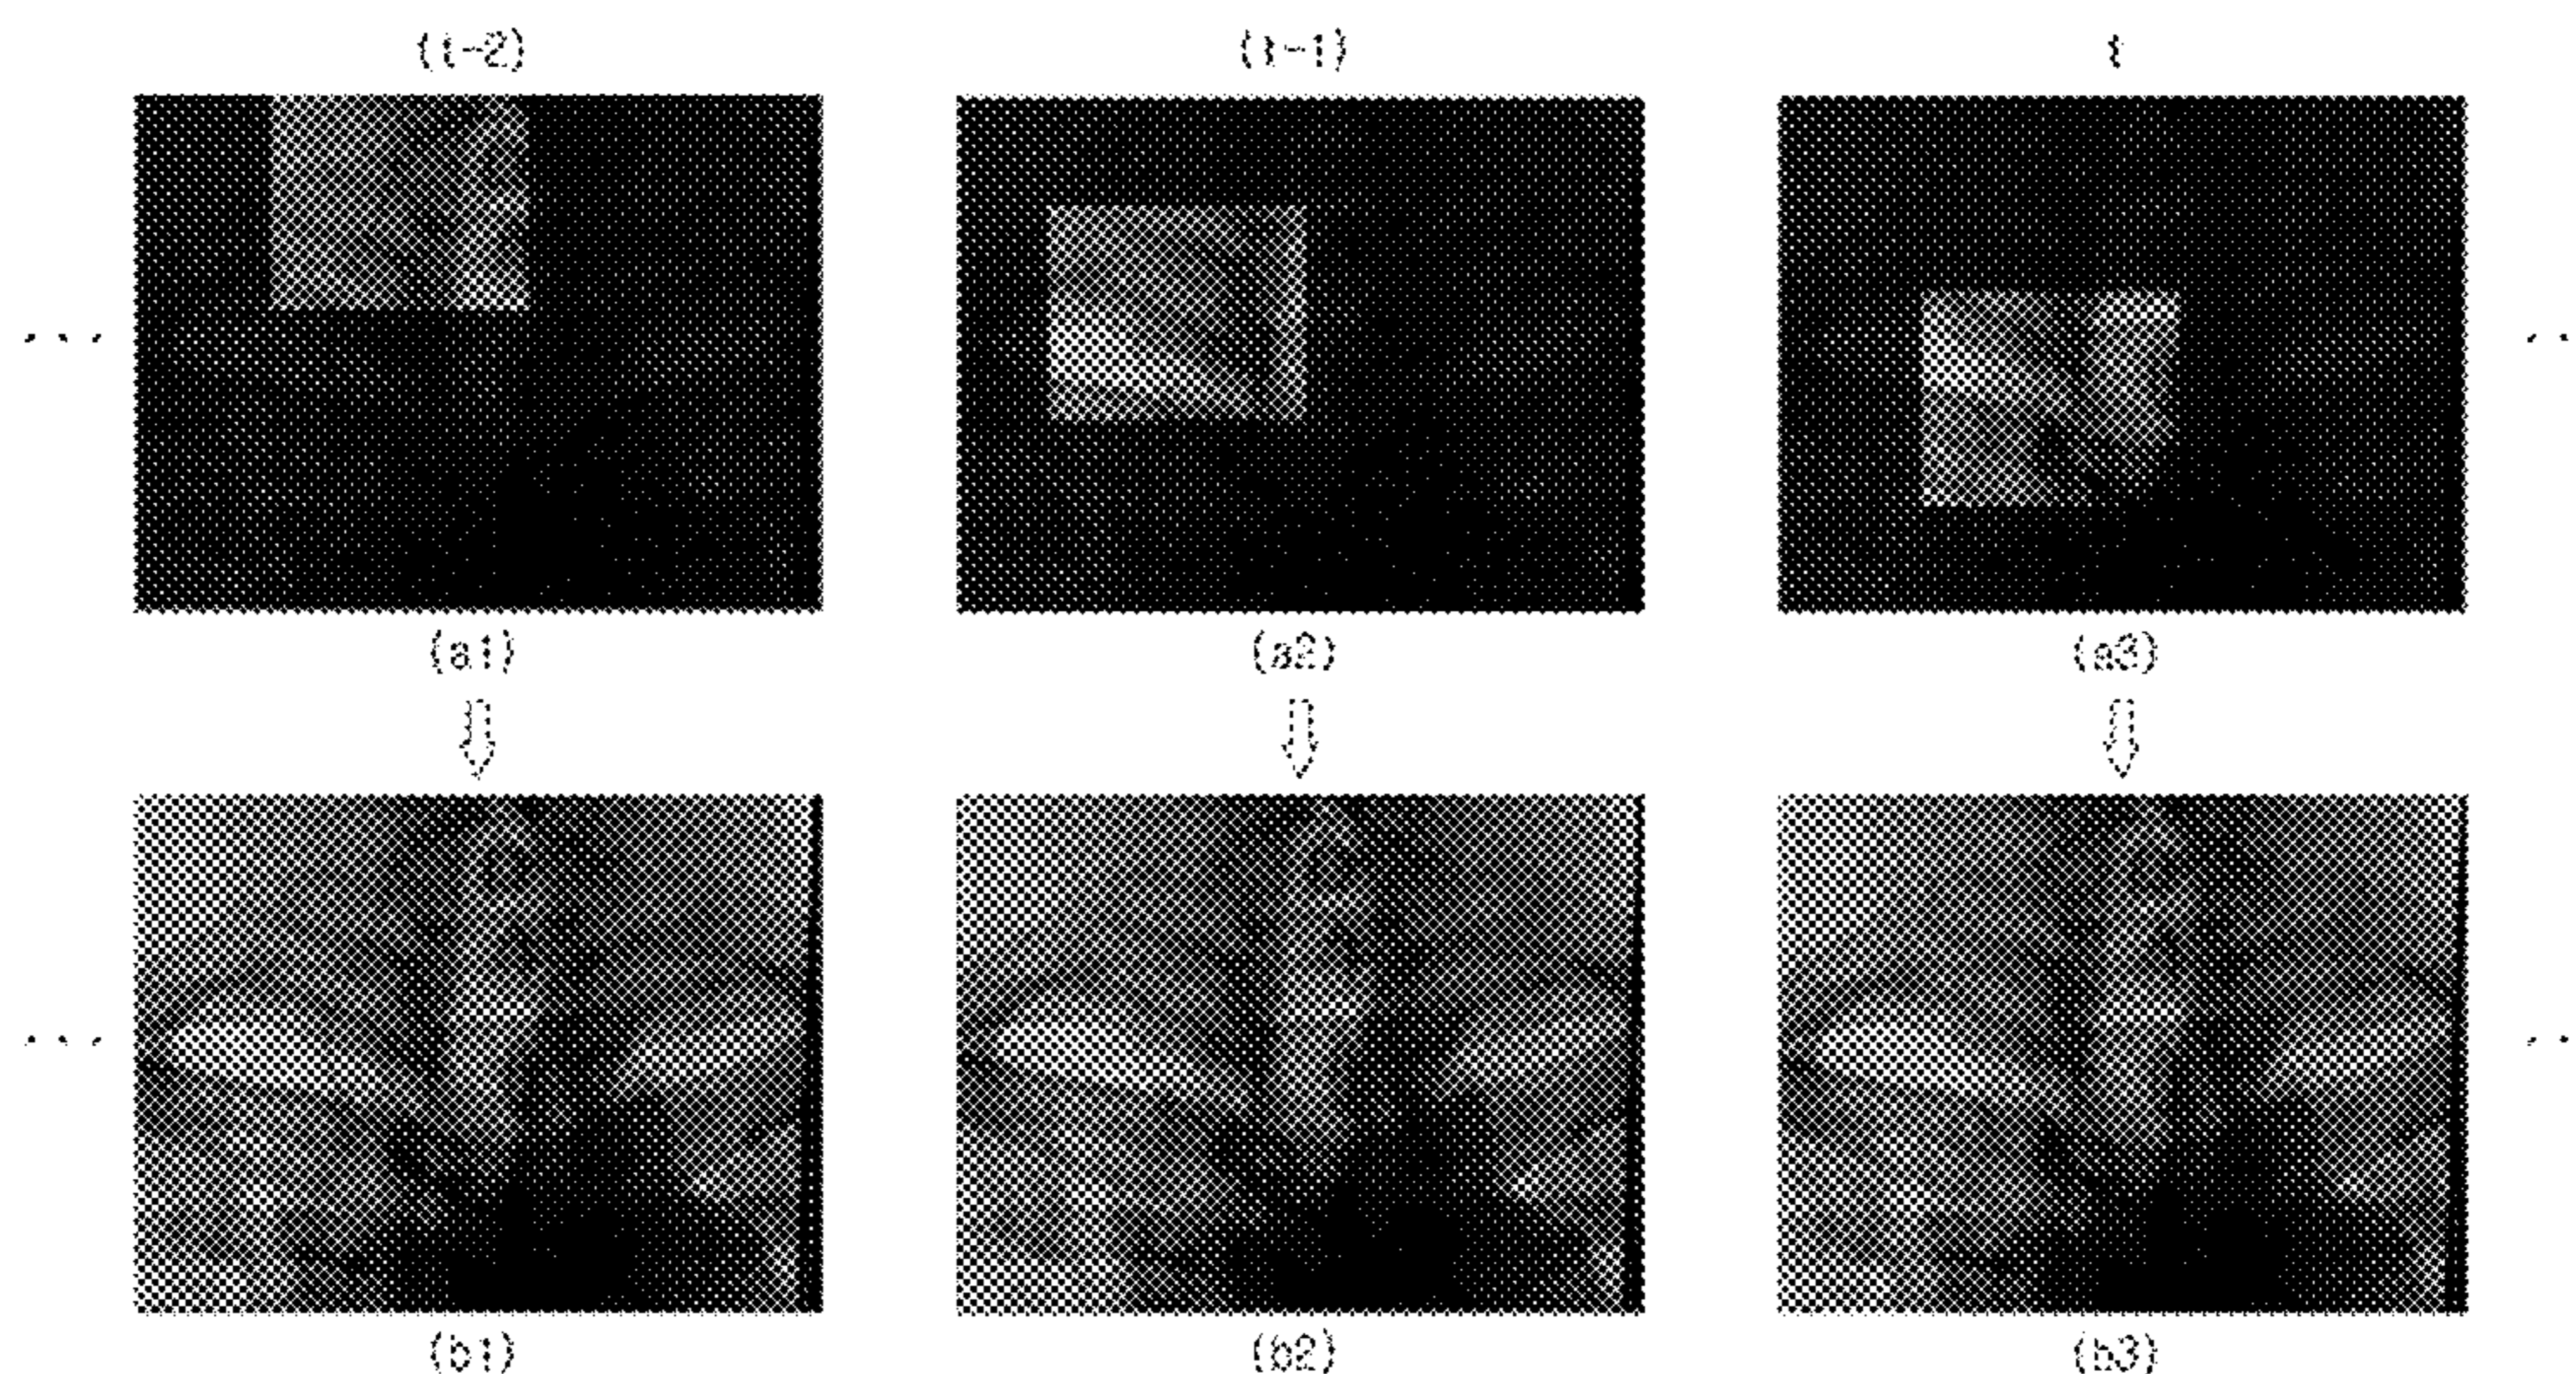 (t-2) (t-1) t
... ..
(a1) (a2) (a3)
... ..
(b1) (b2) (b3)